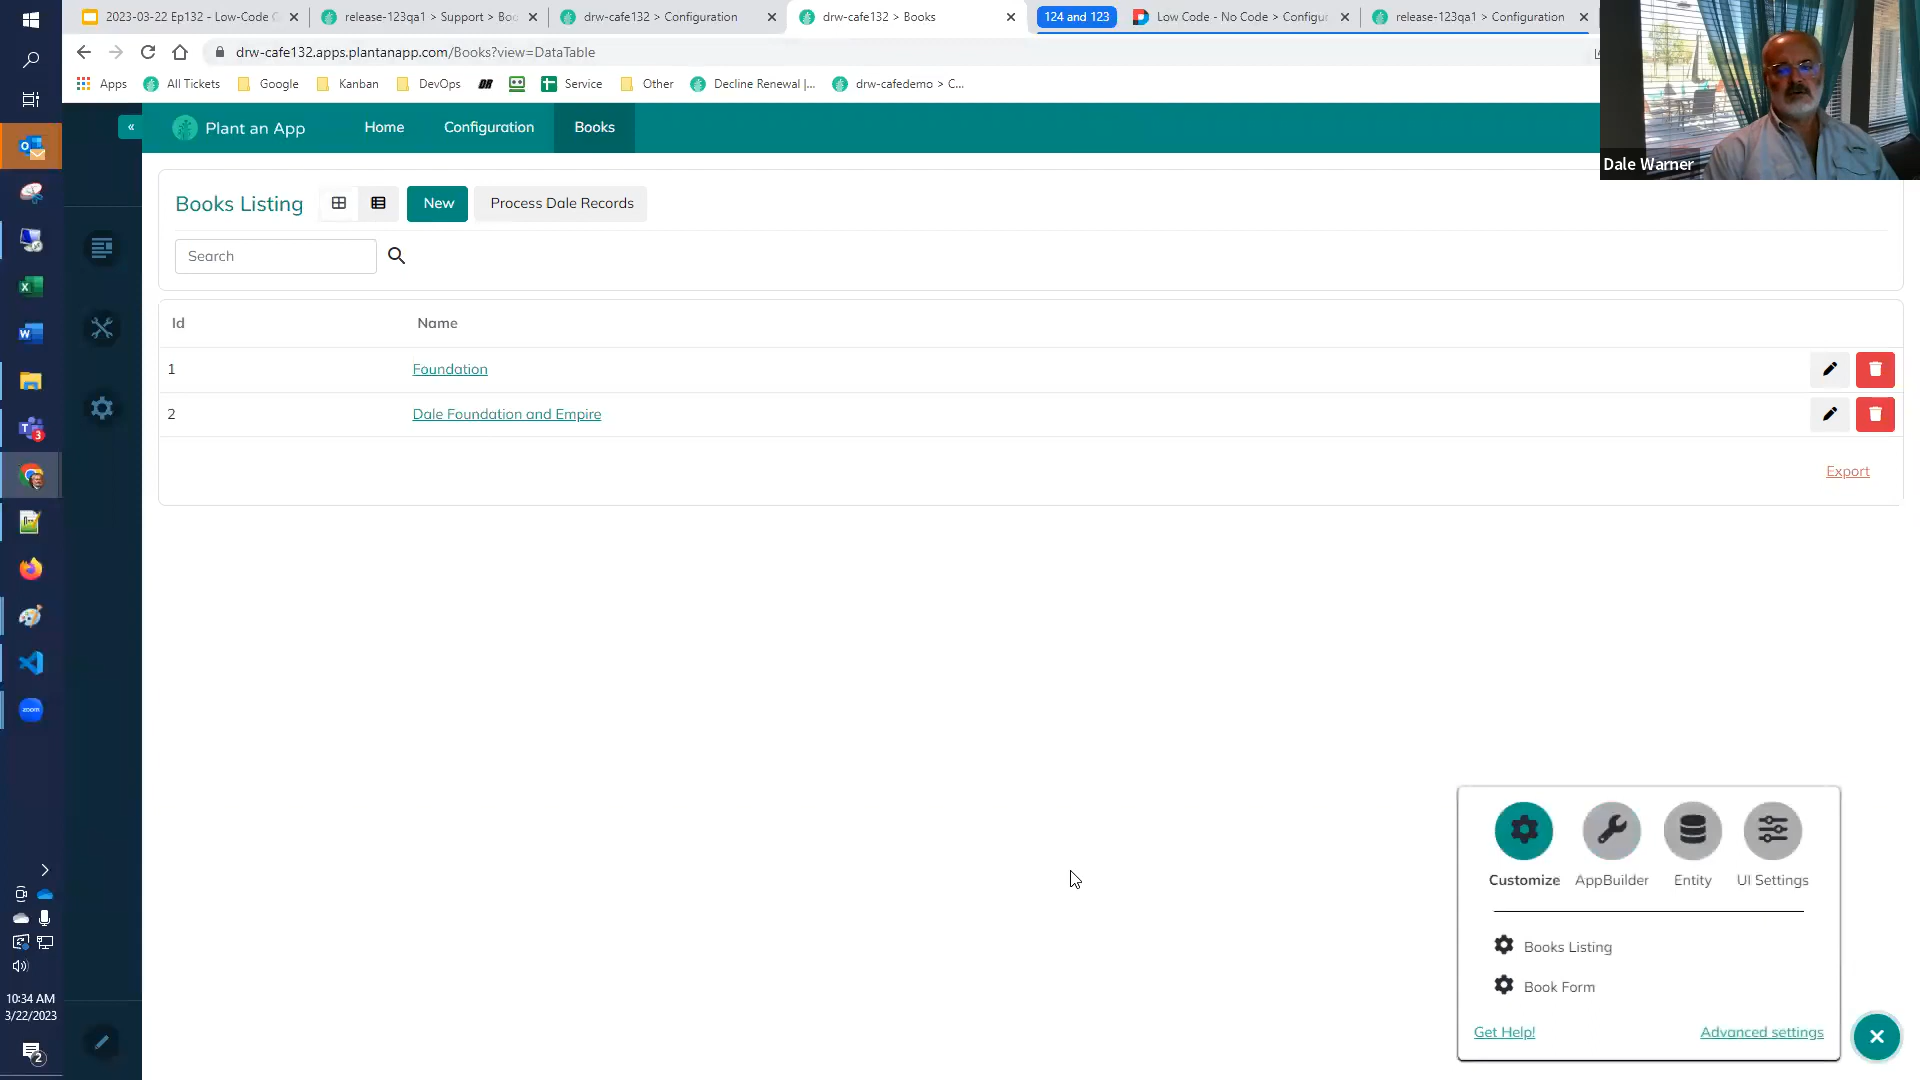 2023-03-22 Ep132 - Low-Code C
release-123qa1 > Support > Boo
drw-cafe132 > Configuration
drw-cafe132 > Books
124 and 123
Low Code - No Code > Configur
release-123qa1 > Configuration
drw-cafe132.apps.plantanapp.com/Books?view=DataTable
Apps
All Tickets
Google
Kanban
DevOps
Service
Other
Decline Renewal |...
drw-cafedemo > C...
Dale Warner
«
Plant an App
Home
Configuration
Books
Books Listing
New
Process Dale Records
Search
Id
Name
1
Foundation
2
Dale Foundation and Empire
Export
Customize
AppBuilder
Entity
UI Settings
Books Listing
Book Form
Get Help!
Advanced settings
3
zoom
10:34 AM
3/22/2023
2